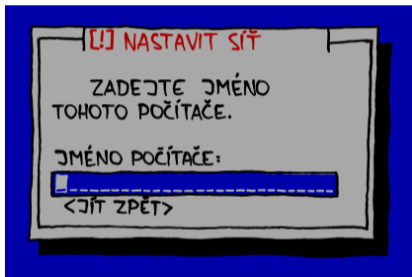 [!] NASTAVIT SÍŤ
ZADEJTE JMÉNO
TOHOTO POČÍTAČE.
JMÉNO POČÍTAČE:
<JÍT ZPĚT>